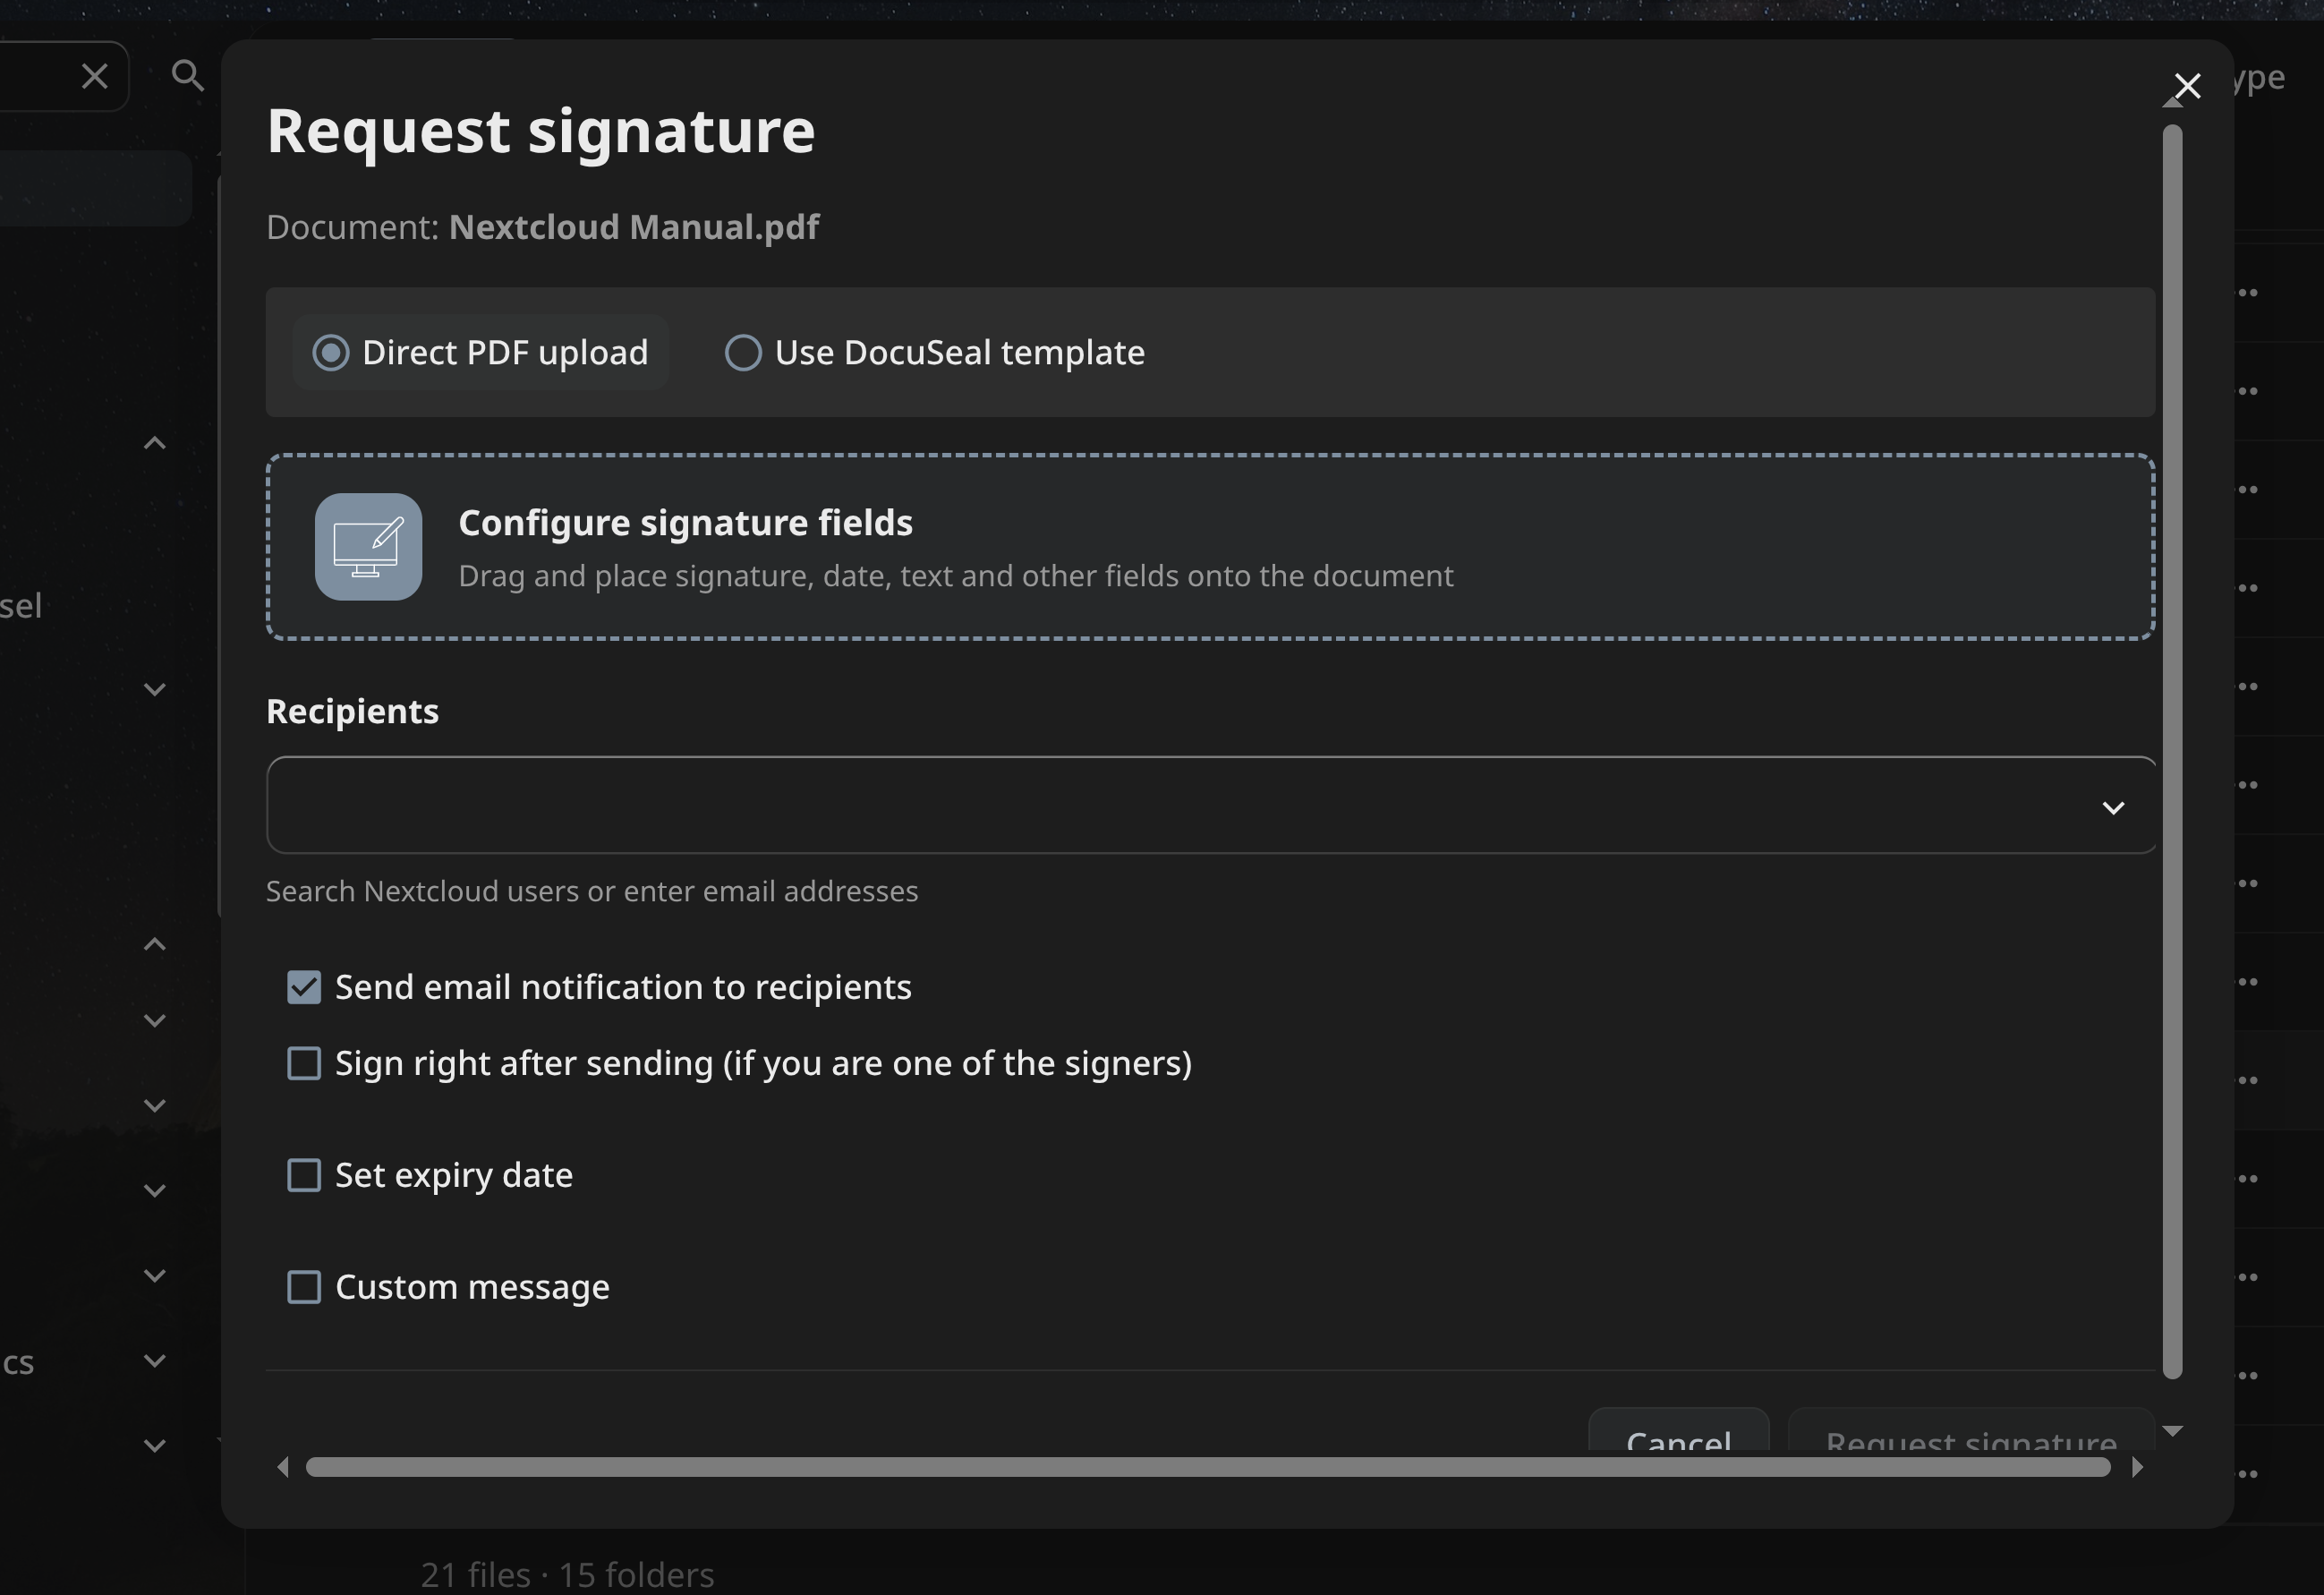 ype
Request signature
Document: Nextcloud Manual.pdf
Direct PDF upload
Use DocuSeal template
Configure signature fields
Drag and place signature, date, text and other fields onto the document
sel
Recipients
Search Nextcloud users or enter email addresses
Send email notification to recipients
Sign right after sending (if you are one of the signers)
Set expiry date
Custom message
cs
Cancel
Request signature
21 files · 15 folders